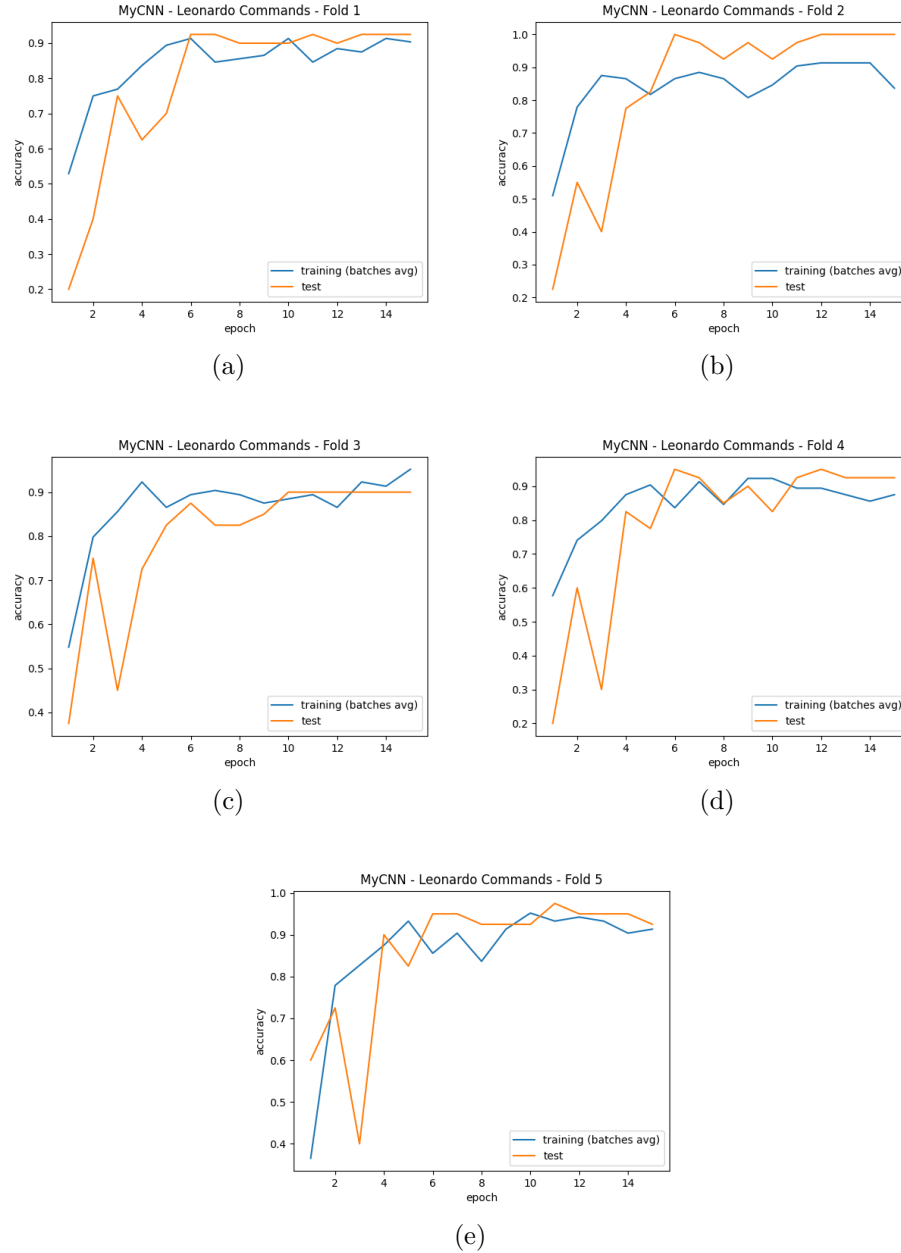 MyCNN - Leonardo Commands - Fold 1
0.9
0.8
0.7
0.6
0.5
0.4
0.3
0.2
accuracy
training (batches avg)
test
2 4 6 8 10 12 14
epoch
(a)
MyCNN - Leonardo Commands - Fold 2
1.0
0.9
0.8
0.7
0.6
0.5
0.4
0.3
0.2
accuracy
training (batches avg)
test
2 4 6 8 10 12 14
epoch
(b)
MyCNN - Leonardo Commands - Fold 3
0.9
0.8
0.7
0.6
0.5
0.4
accuracy
training (batches avg)
test
2 4 6 8 10 12 14
epoch
(c)
MyCNN - Leonardo Commands - Fold 4
0.9
0.8
0.7
0.6
0.5
0.4
0.3
0.2
accuracy
training (batches avg)
test
2 4 6 8 10 12 14
epoch
(d)
MyCNN - Leonardo Commands - Fold 5
1.0
0.9
0.8
0.7
0.6
0.5
0.4
accuracy
training (batches avg)
test
2 4 6 8 10 12 14
epoch
(e)